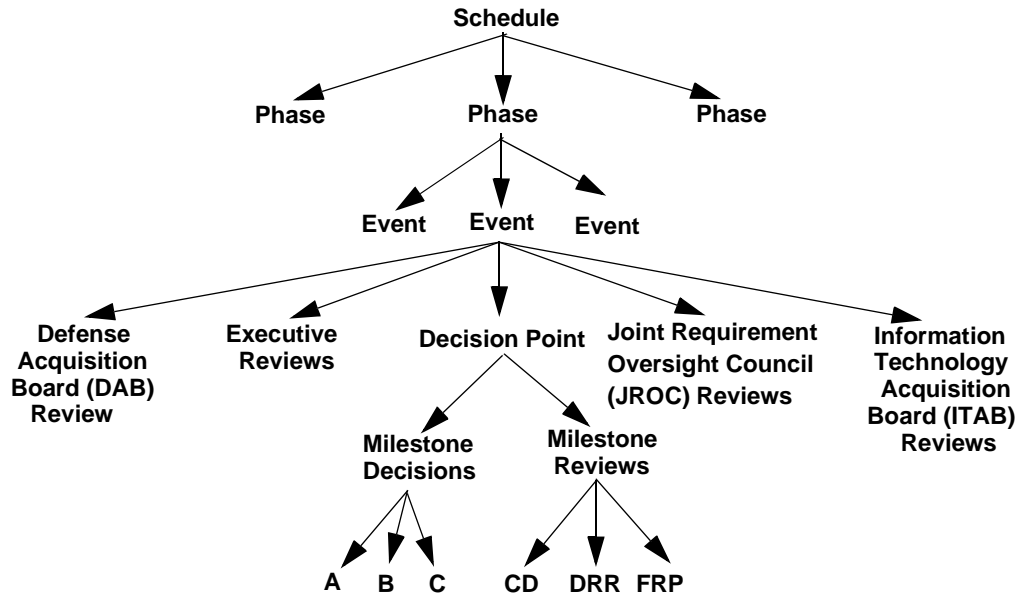 Schedule
Phase
Phase
Phase
Event
Event
Event
Defense
Acquisition
Board (DAB)
Review
Executive
Reviews
Decision Point
Joint Requirement
Oversight Council
(JROC) Reviews
Information
Technology
Acquisition
Board (ITAB)
Reviews
Milestone
Decisions
Milestone
Reviews
A
B
C
CD
DRR
FRP